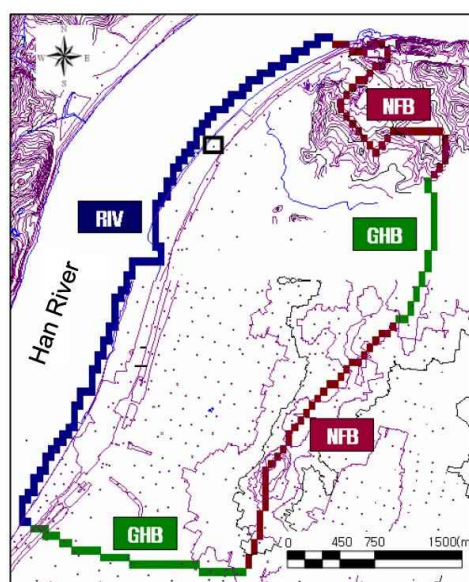 N
W E
S
NFB
RIV
GHB
Han River
NFB
GHB
0 450 750 1500(m)